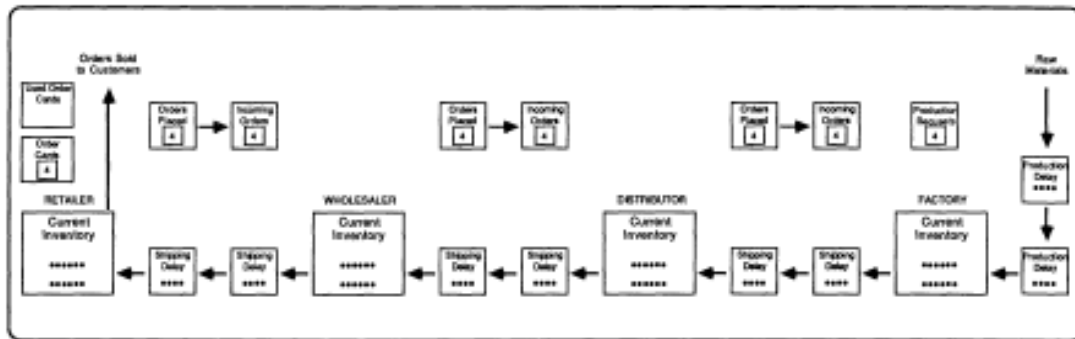 Orders Sold
to Customers
Raw
Materials
Used Order
Cards
Orders
Placed
4
Incoming
Orders
4
Orders
Placed
4
Incoming
Orders
4
Orders
Placed
4
Incoming
Orders
4
Production
Requests
4
Order
Cards
4
Production
Delay
RETAILER
WHOLESALER
DISTRIBUTOR
FACTORY
Current
Inventory
Shipping
Delay
Shipping
Delay
Current
Inventory
Shipping
Delay
Shipping
Delay
Current
Inventory
Shipping
Delay
Shipping
Delay
Current
Inventory
Production
Delay